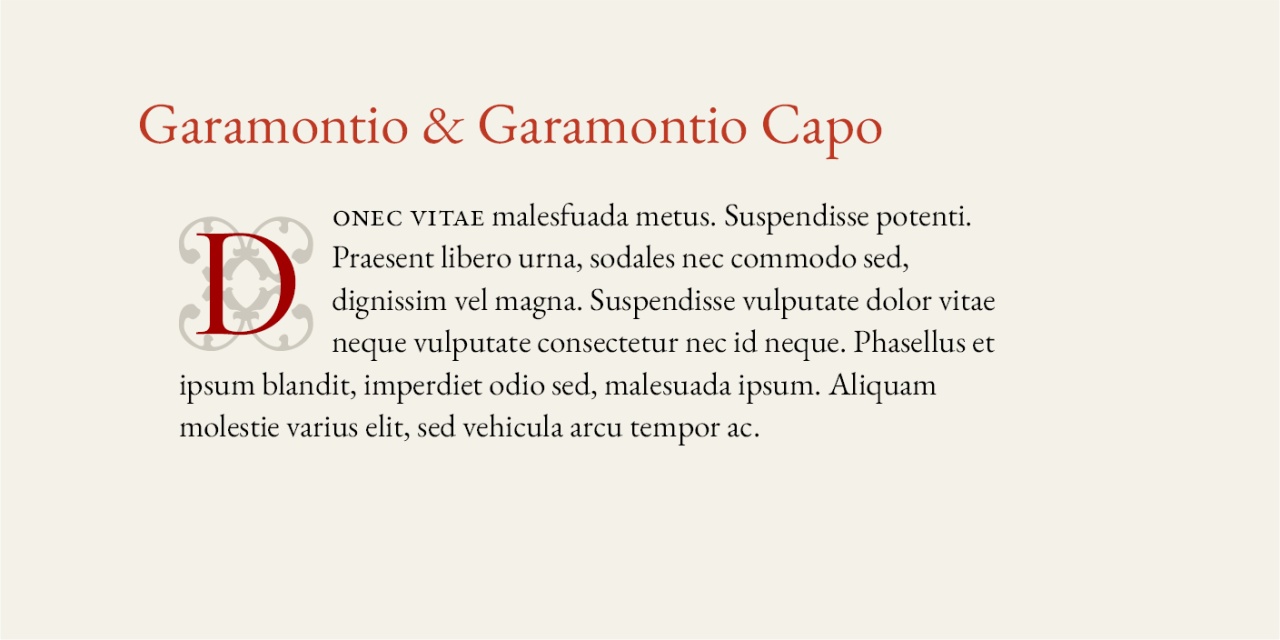 Garamontio & Garamontio Capo
DONEC VITAE malesfuada metus. Suspendisse potenti.
Praesent libero urna, sodales nec commodo sed,
dignissim vel magna. Suspendisse vulputate dolor vitae
neque vulputate consectetur nec id neque. Phasellus et
ipsum blandit, imperdiet odio sed, malesuada ipsum. Aliquam
molestie varius elit, sed vehicula arcu tempor ac.